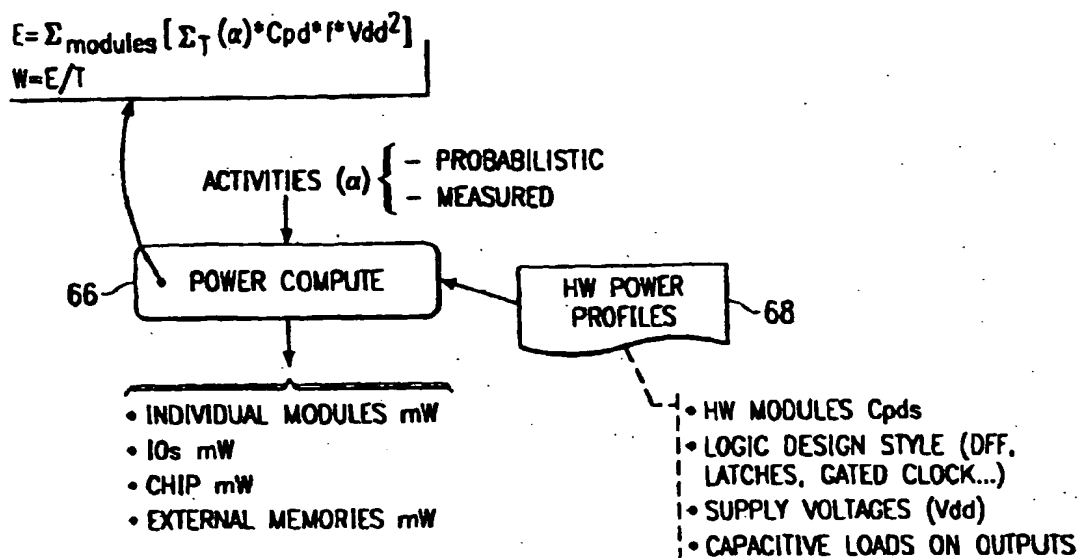 E=Σmodules[ΣT(α)*Cpd*f*Vdd²]
W=E/T
ACTIVITIES (α) { – PROBABILISTIC
– MEASURED
66
POWER COMPUTE
HW POWER
PROFILES
68
• INDIVIDUAL MODULES mW
• IOs mW
• CHIP mW
• EXTERNAL MEMORIES mW
• HW MODULES Cpds
• LOGIC DESIGN STYLE (DFF,
LATCHES, GATED CLOCK...)
• SUPPLY VOLTAGES (Vdd)
• CAPACITIVE LOADS ON OUTPUTS